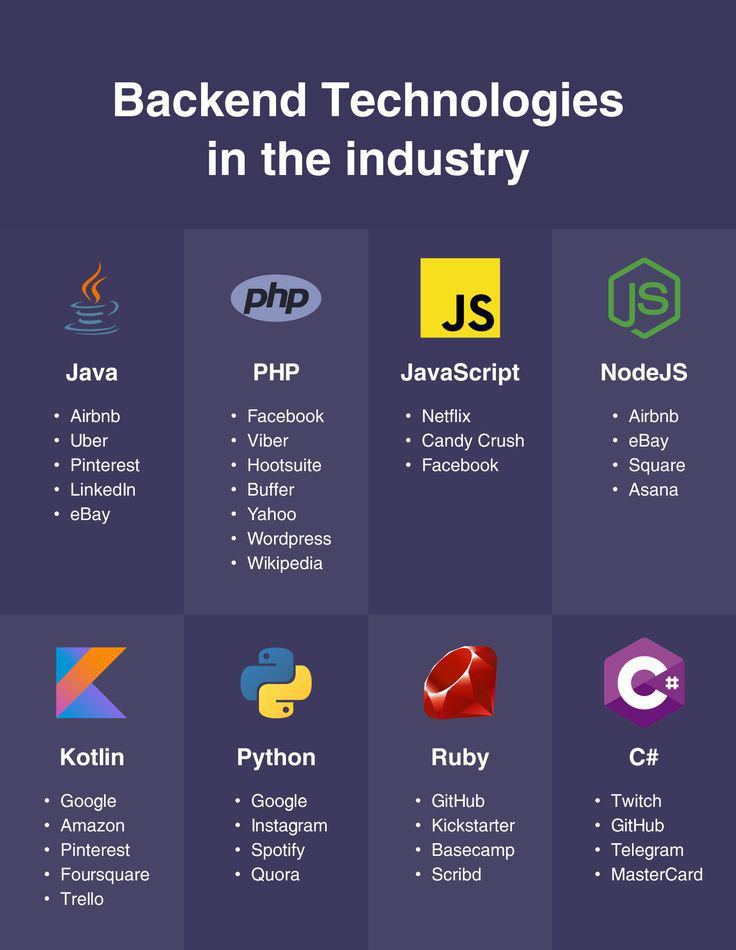 Backend Technologies
in the industry
php
JS
JS
Java
PHP
JavaScript
NodeJS
• Airbnb
• Uber
• Pinterest
• LinkedIn
• eBay
• Facebook
• Viber
• Hootsuite
• Buffer
• Yahoo
• Wordpress
• Wikipedia
• Netflix
• Candy Crush
• Facebook
• Airbnb
• eBay
• Square
• Asana
C#
Kotlin
Python
Ruby
C#
• Google
• Amazon
• Pinterest
• Foursquare
• Trello
• Google
• Instagram
• Spotify
• Quora
• GitHub
• Kickstarter
• Basecamp
• Scribd
• Twitch
• GitHub
• Telegram
• MasterCard